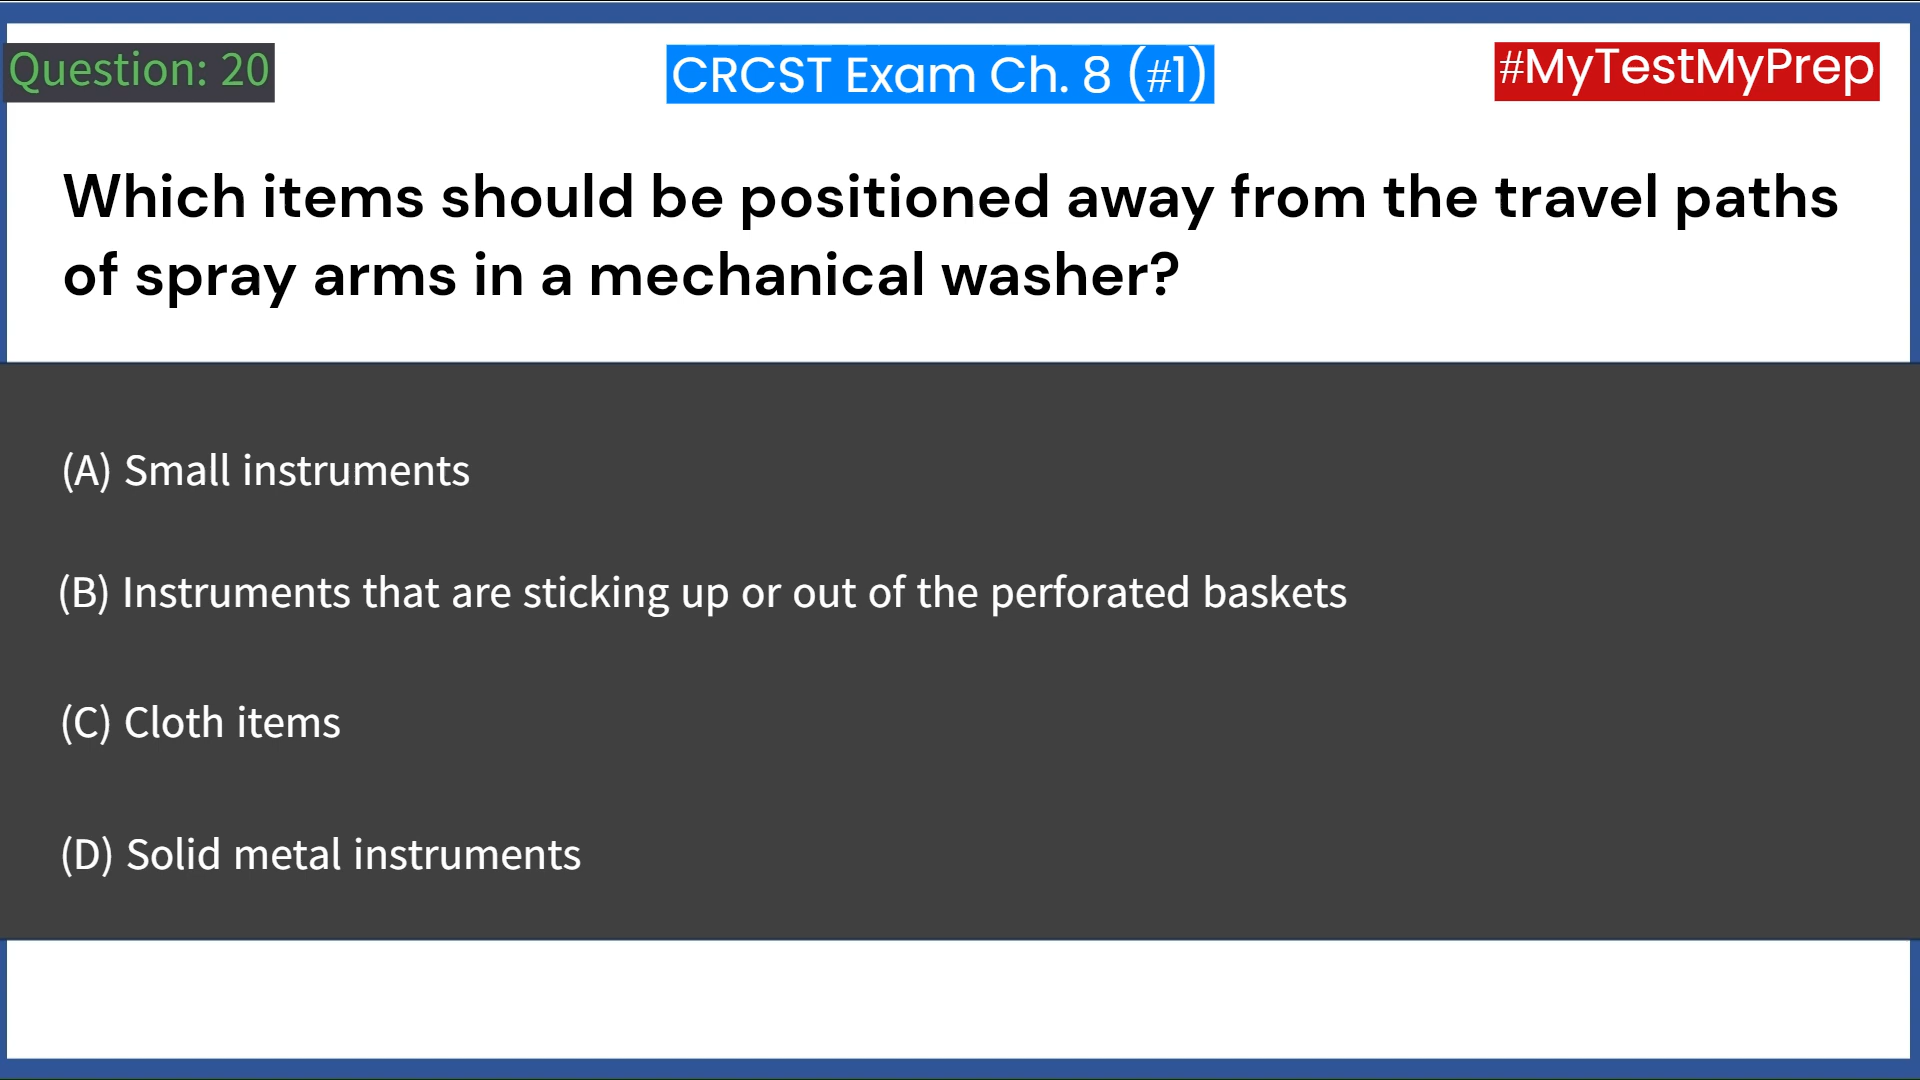 Question: 20
CRCST Exam Ch. 8 (#1)
#MyTestMyPrep
Which items should be positioned away from the travel paths
of spray arms in a mechanical washer?
(A) Small instruments
(B) Instruments that are sticking up or out of the perforated baskets
(C) Cloth items
(D) Solid metal instruments